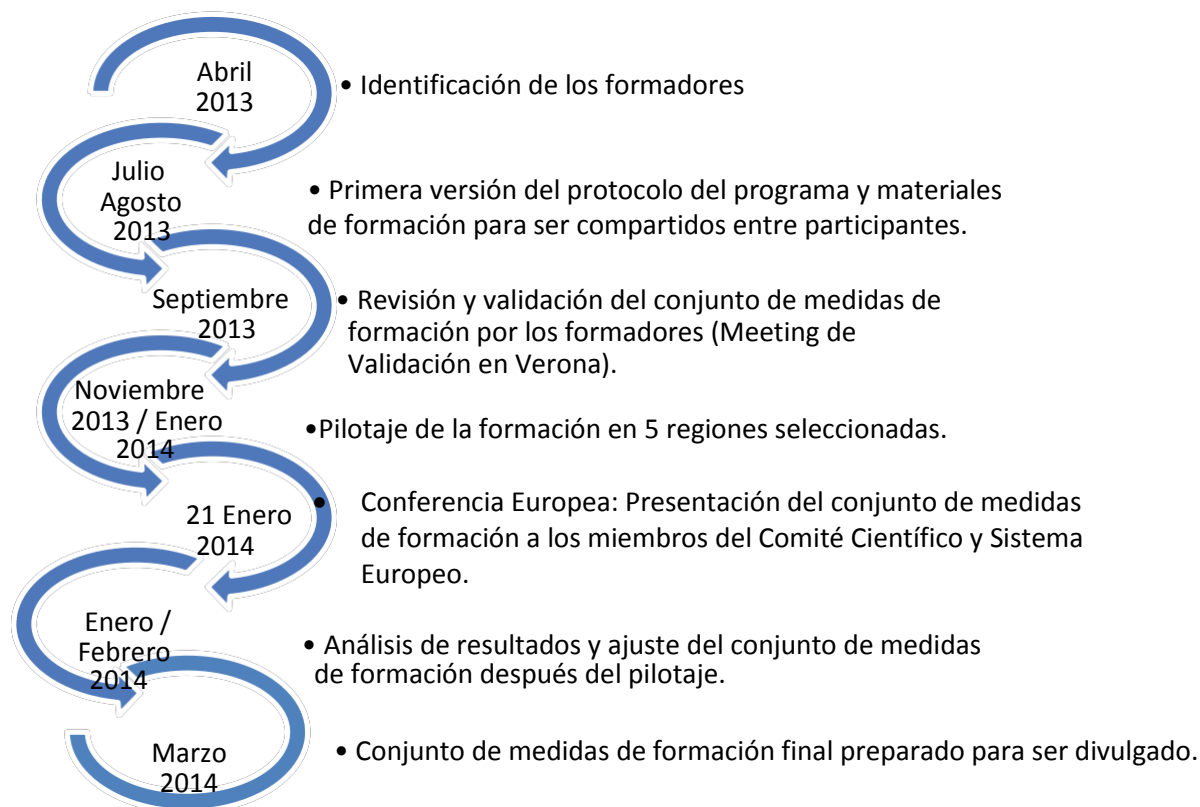 Abril
2013
• Identificación de los formadores
Julio
Agosto
2013
• Primera versión del protocolo del programa y materiales
de formación para ser compartidos entre participantes.
Septiembre
2013
• Revisión y validación del conjunto de medidas de
formación por los formadores (Meeting de
Validación en Verona).
Noviembre
2013 / Enero
2014
•Pilotaje de la formación en 5 regiones seleccionadas.
21 Enero
2014
• Conferencia Europea: Presentación del conjunto de medidas
de formación a los miembros del Comité Científico y Sistema
Europeo.
Enero /
Febrero
2014
• Análisis de resultados y ajuste del conjunto de medidas
de formación después del pilotaje.
Marzo
2014
• Conjunto de medidas de formación final preparado para ser divulgado.